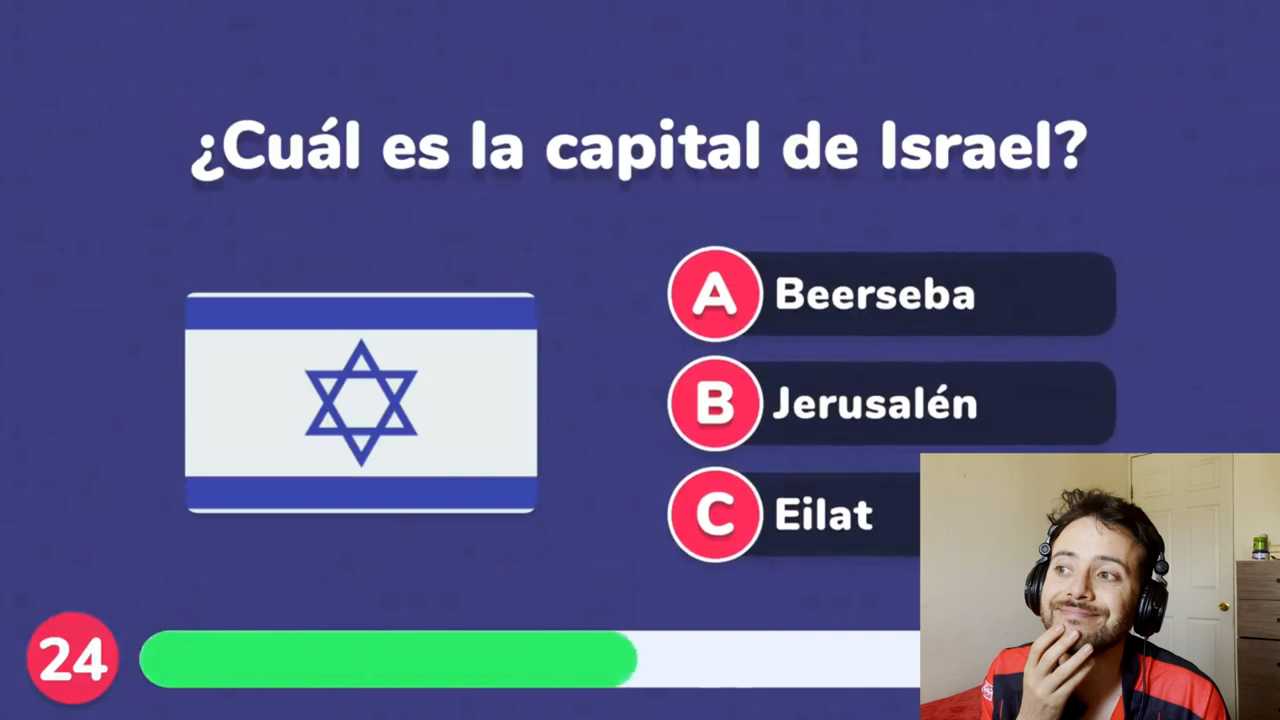 ¿Cuál es la capital de Israel?
A Beerseba
B Jerusalén
C Eilat
24